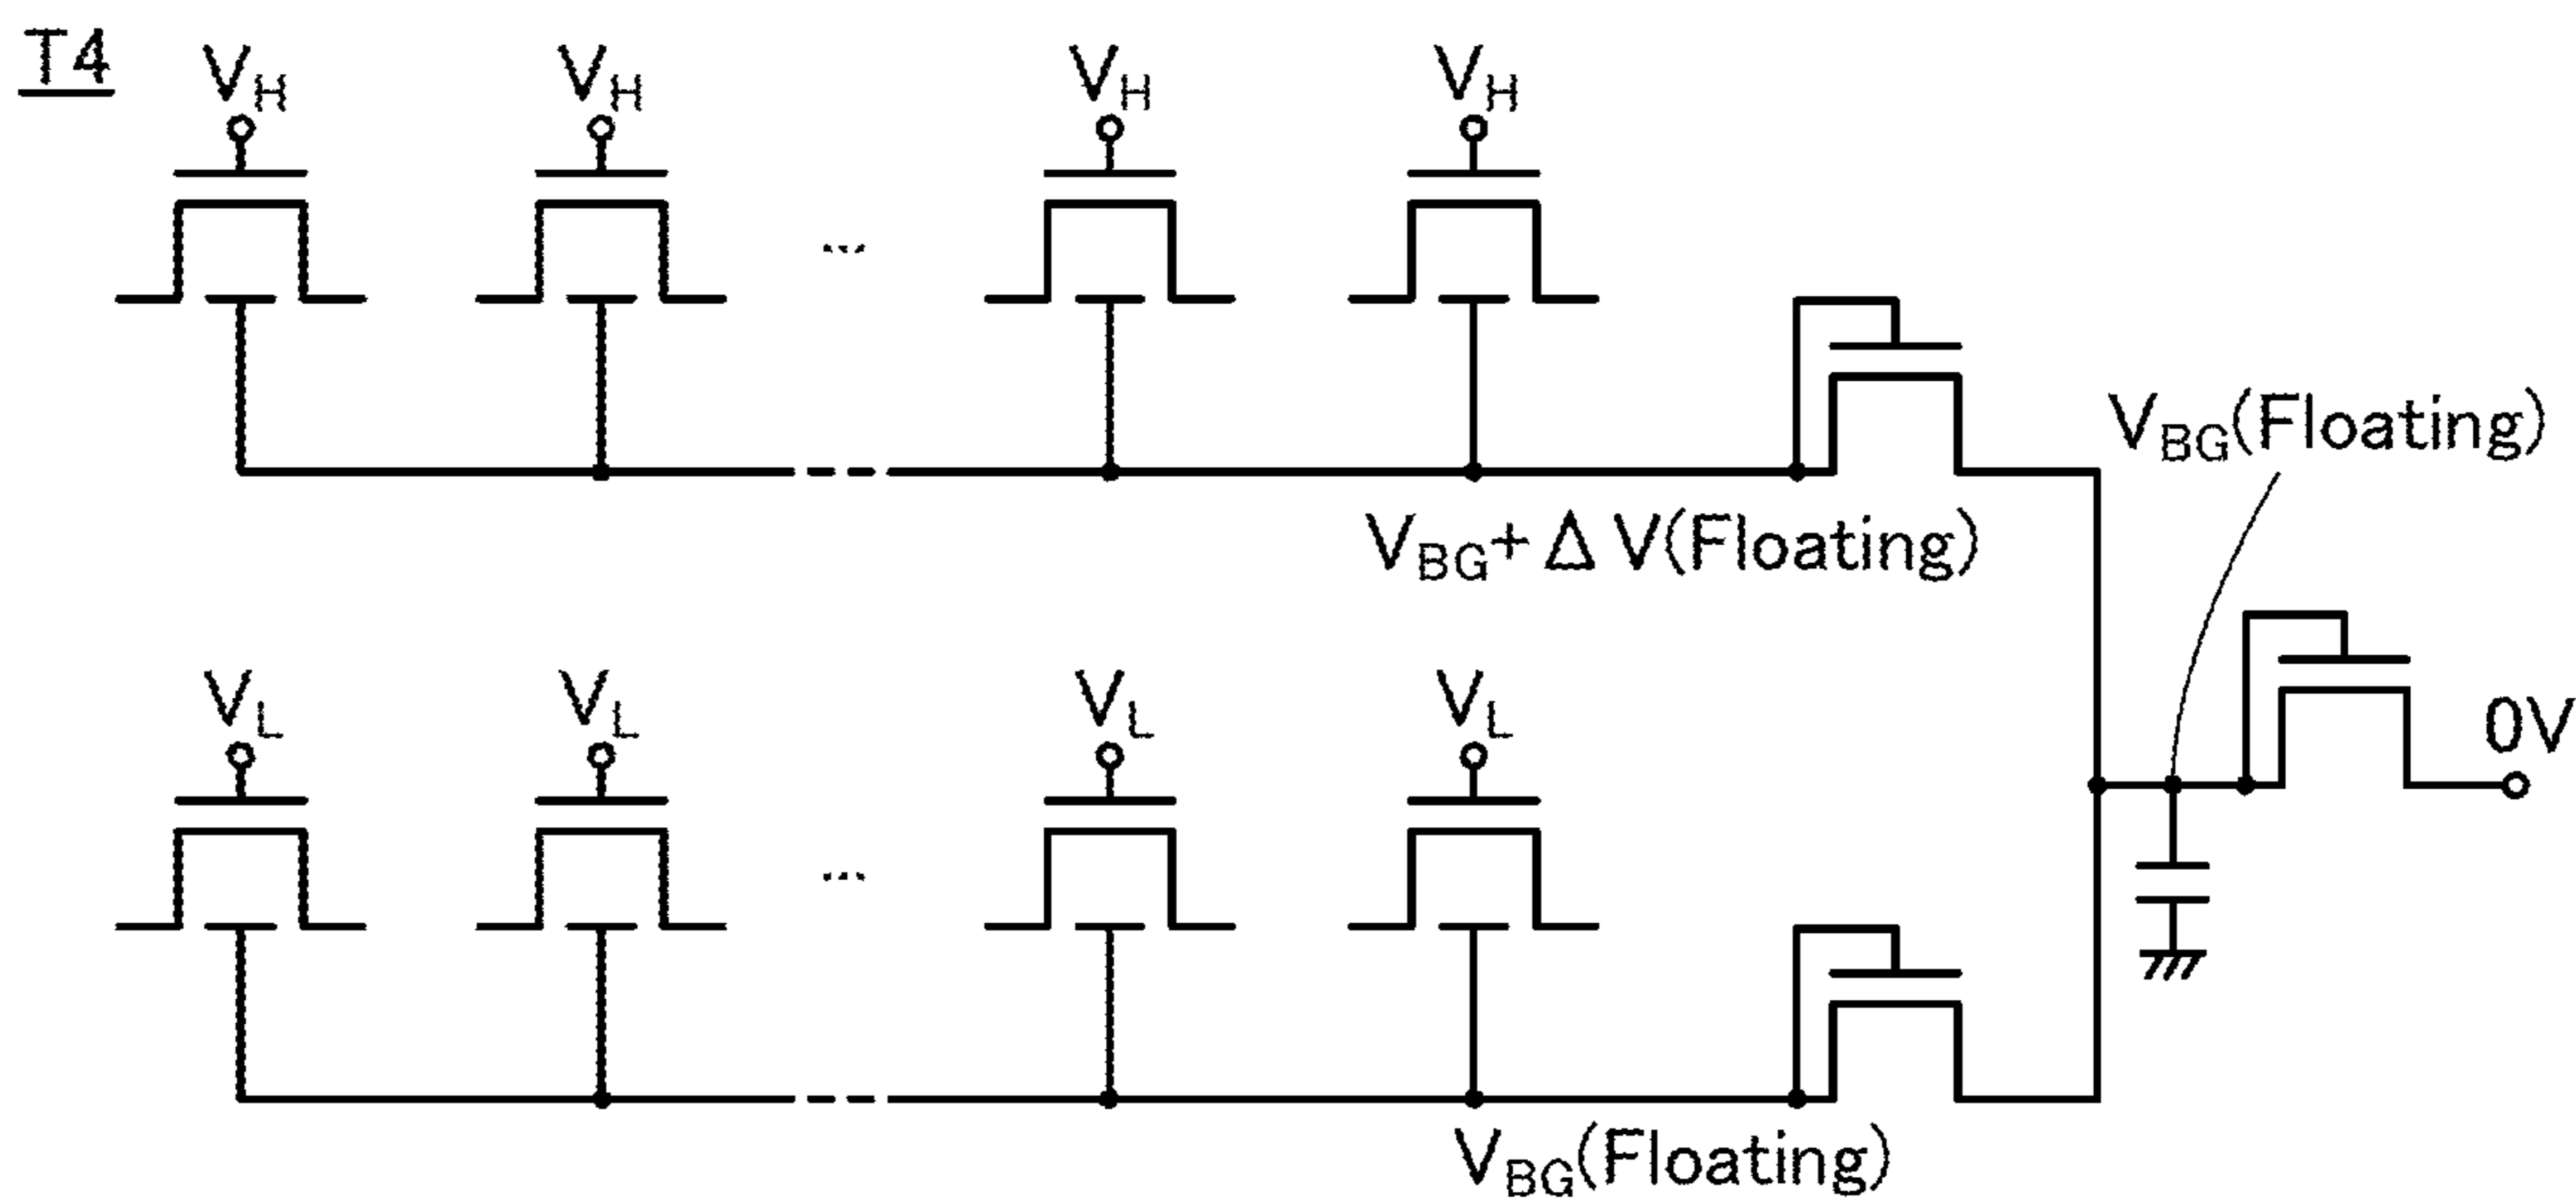 T4
VH VH ... VH VH
VBG(Floating)
VBG+ΔV(Floating)
VL VL ... VL VL
0V
VBG(Floating)